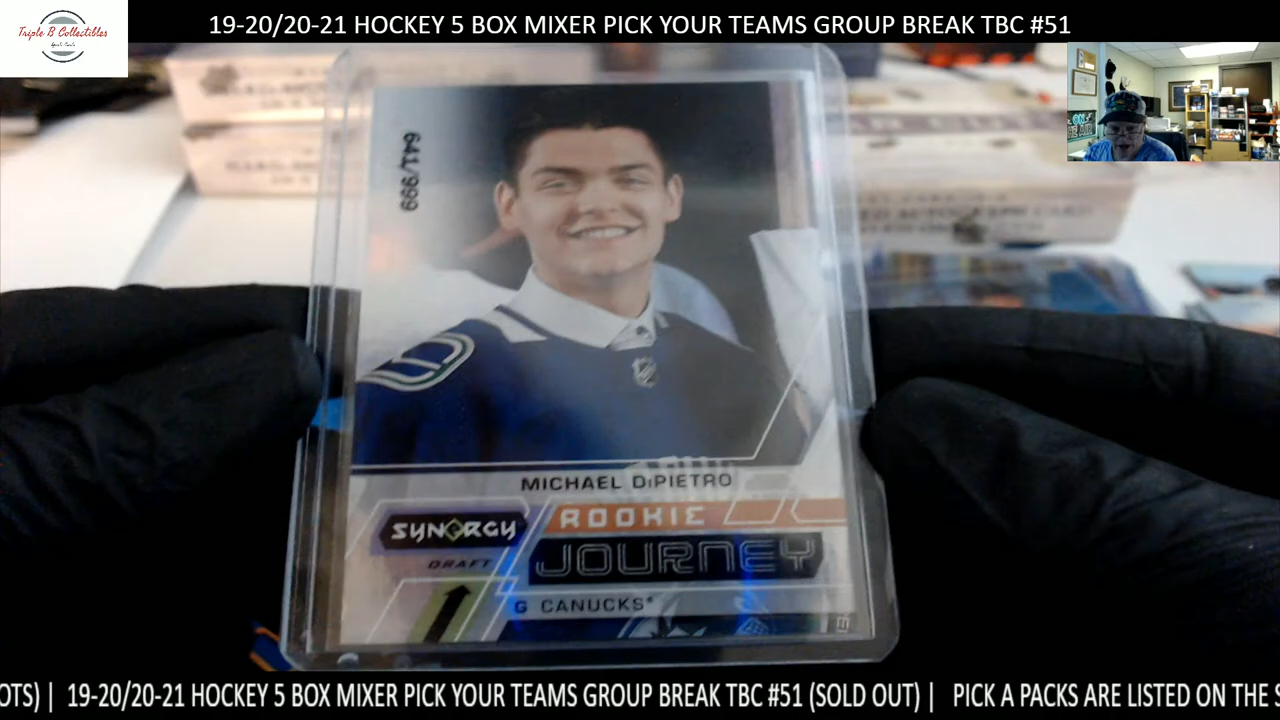 19-20/20-21 HOCKEY 5 BOX MIXER PICK YOUR TEAMS GROUP BREAK TBC #51
Triple B Collectibles
Sports Cards
641/999
MICHAEL DiPIETRO
SYNERGY
ROOKIE
JOURNEY
DRAFT
G CANUCKS
OTS) | 19-20/20-21 HOCKEY 5 BOX MIXER PICK YOUR TEAMS GROUP BREAK TBC #51 (SOLD OUT) | PICK A PACKS ARE LISTED ON THE S